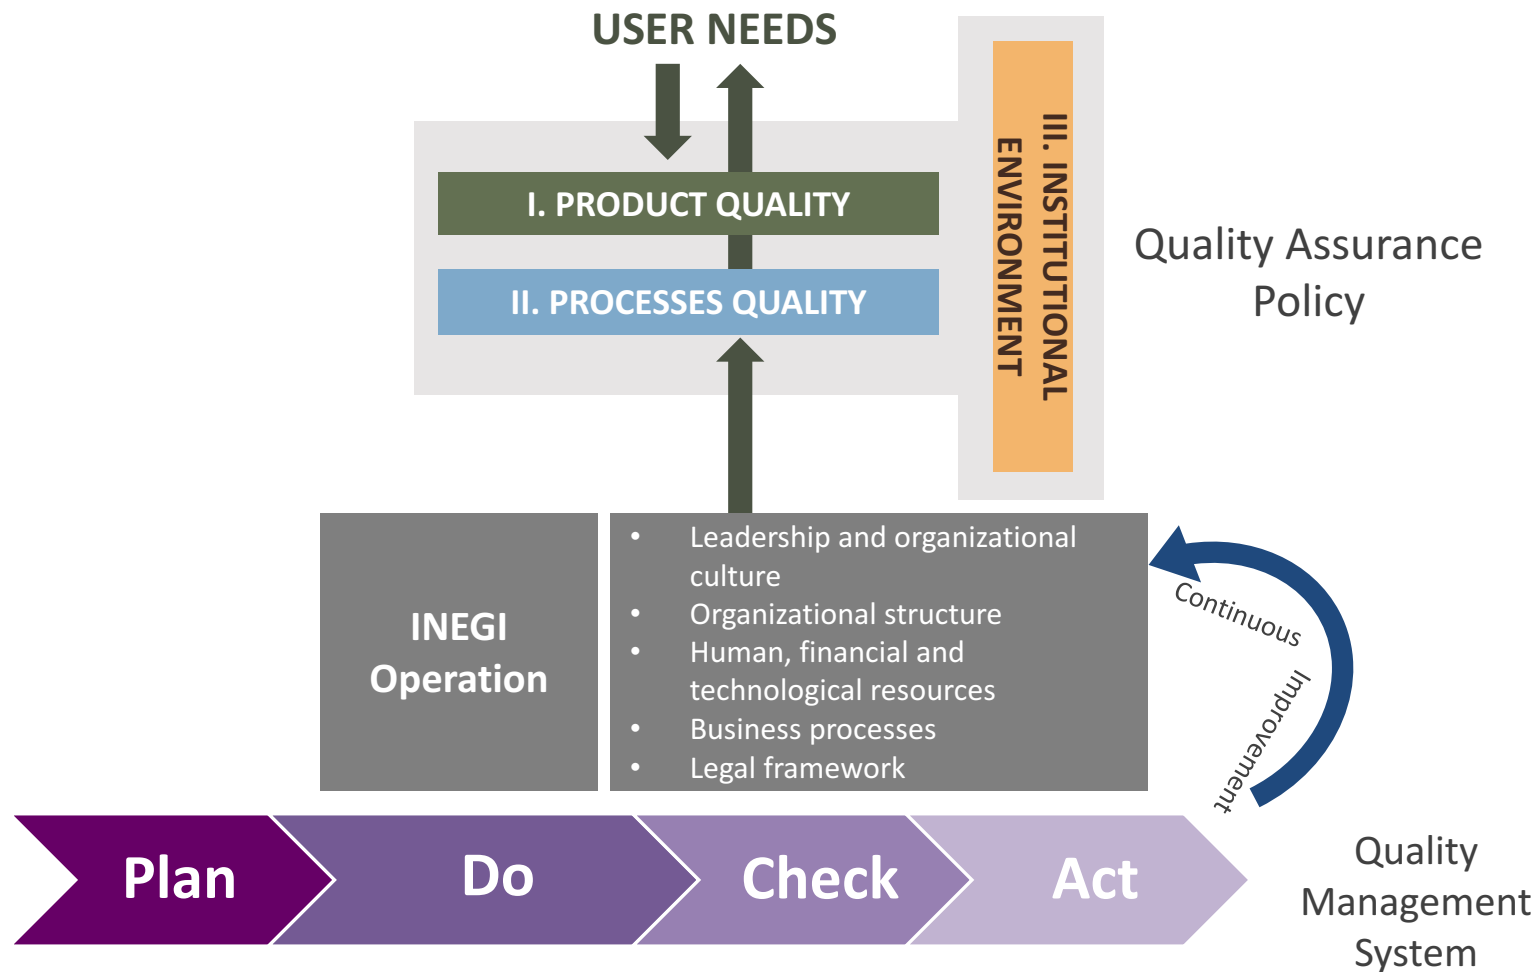 USER NEEDS
I. PRODUCT QUALITY
II. PROCESSES QUALITY
III. INSTITUTIONAL
ENVIRONMENT
Quality Assurance
Policy
INEGI
Operation
• Leadership and organizational
culture
• Organizational structure
• Human, financial and
technological resources
• Business processes
• Legal framework
Continuous
Improvement
Plan
Do
Check
Act
Quality
Management
System